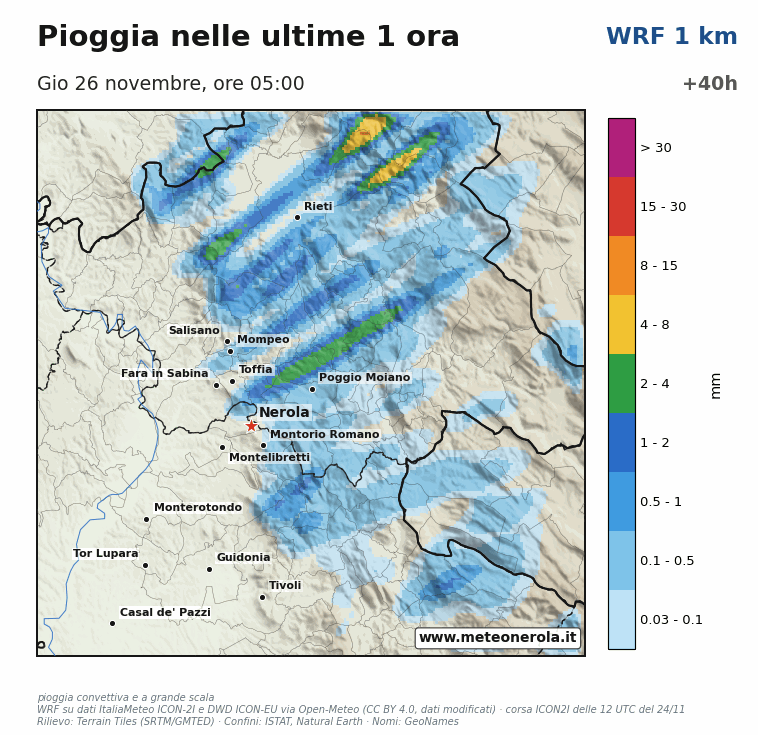 Pioggia nelle ultime 1 ora
WRF 1 km
Gio 26 novembre, ore 05:00
+40h
Rieti
Salisano
Mompeo
Fara in Sabina
Toffia
Poggio Moiano
Nerola
Montorio Romano
Montelibretti
Monterotondo
Tor Lupara
Guidonia
Tivoli
Casal de' Pazzi
www.meteonerola.it
> 30
15 - 30
8 - 15
4 - 8
2 - 4
1 - 2
0.5 - 1
0.1 - 0.5
0.03 - 0.1
mm
pioggia convettiva e a grande scala
WRF su dati ItaliaMeteo ICON-2I e DWD ICON-EU via Open-Meteo (CC BY 4.0, dati modificati) · corsa ICON2I delle 12 UTC del 24/11
Rilievo: Terrain Tiles (SRTM/GMTED) · Confini: ISTAT, Natural Earth · Nomi: GeoNames